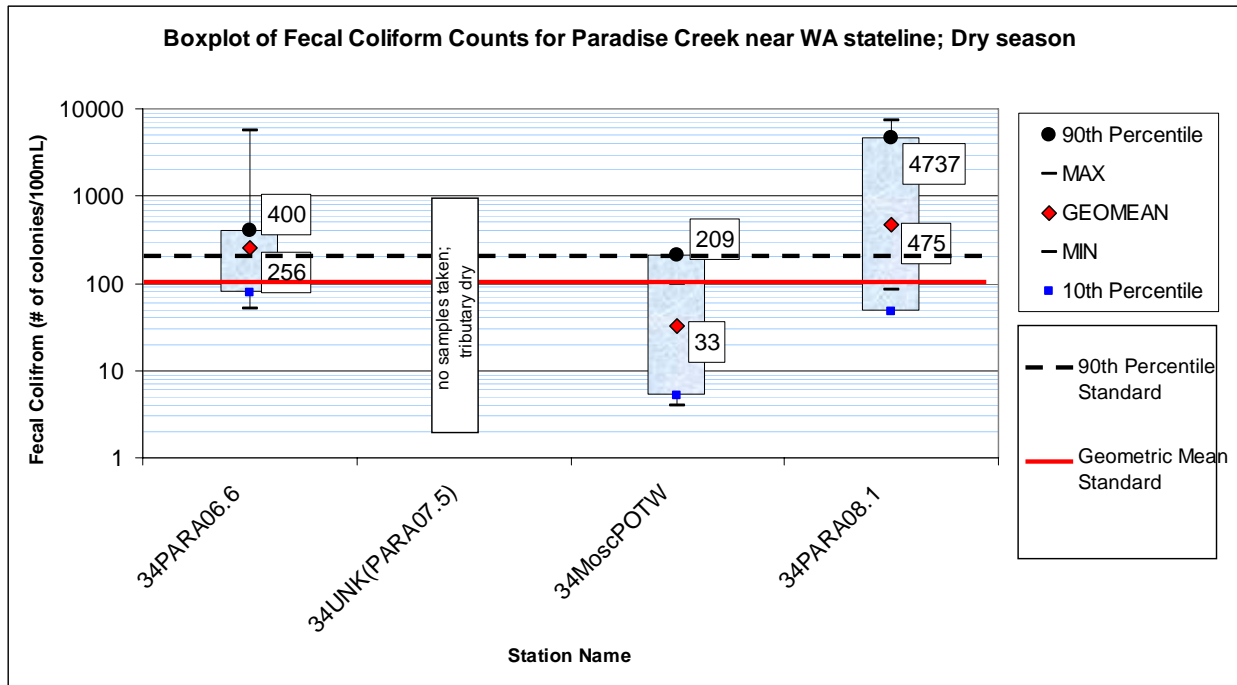 Boxplot of Fecal Coliform Counts for Paradise Creek near WA stateline; Dry season
Fecal Colifrom (# of colonies/100mL)
10000
1000
100
10
1
400
256
no samples taken;
tributary dry
209
33
4737
475
34PARA06.6
34UNK(PARA07.5)
34MoscPOTW
34PARA08.1
Station Name
90th Percentile
MAX
GEOMEAN
MIN
10th Percentile
90th Percentile
Standard
Geometric Mean
Standard